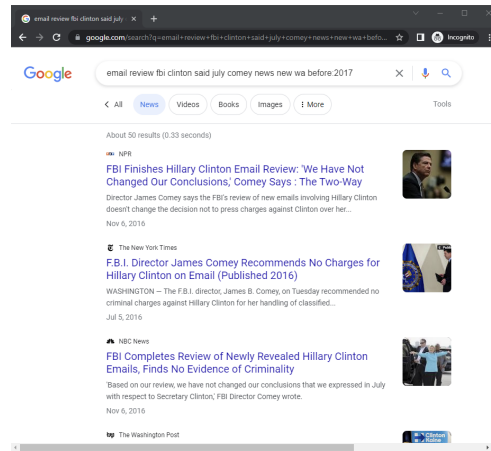 email review fbi clinton said july
google.com/search?q=email+review+fbi+clinton+said+july+comey+news+new+wa+befo...
Incognito
Google
email review fbi clinton said july comey news new wa before:2017
All
News
Videos
Books
Images
More
Tools
About 50 results (0.33 seconds)
NPR
FBI Finishes Hillary Clinton Email Review: 'We Have Not
Changed Our Conclusions,' Comey Says : The Two-Way
Director James Comey says the FBI's review of new emails involving Hillary Clinton
doesn't change the decision not to press charges against Clinton over her...
Nov 6, 2016
The New York Times
F.B.I. Director James Comey Recommends No Charges for
Hillary Clinton on Email (Published 2016)
WASHINGTON — The F.B.I. director, James B. Comey, on Tuesday recommended no
criminal charges against Hillary Clinton for her handling of classified...
Jul 5, 2016
NBC News
FBI Completes Review of Newly Revealed Hillary Clinton
Emails, Finds No Evidence of Criminality
'Based on our review, we have not changed our conclusions that we expressed in July
with respect to Secretary Clinton,' FBI Director Comey wrote.
Nov 6, 2016
wp The Washington Post
Clinton
Kaine